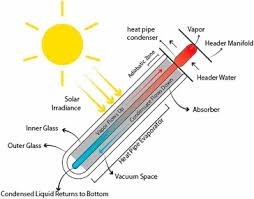 Vapor
heat pipe
condenser
Header Manifold
Adiabatic Zone
Header Water
Solar
Irradiance
Absorber
Vapor Flows Up
Condensate Flows Down
Inner Glass
Outer Glass
Heat Pipe Evaporator
Vacuum Space
Condensed Liquid Returns to Bottom